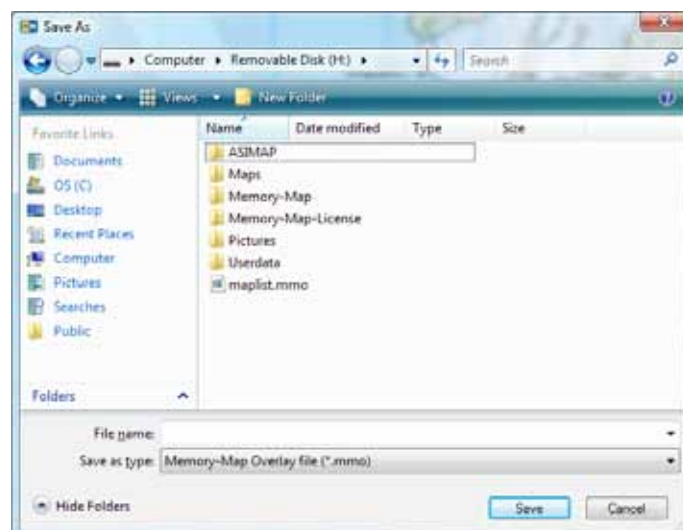 Save As
Computer Removable Disk (H:) Search
Organize Views New Folder
Favorite Links Name Date modified Type Size
Documents ASIMAP
OS (C) Maps
Desktop Memory-Map
Recent Places Memory-Map-License
Computer Pictures
Pictures Userdata
Searches maplist.mmo
Public
Folders
File name:
Save as type: Memory-Map Overlay file (*.mmo)
Hide Folders Save Cancel